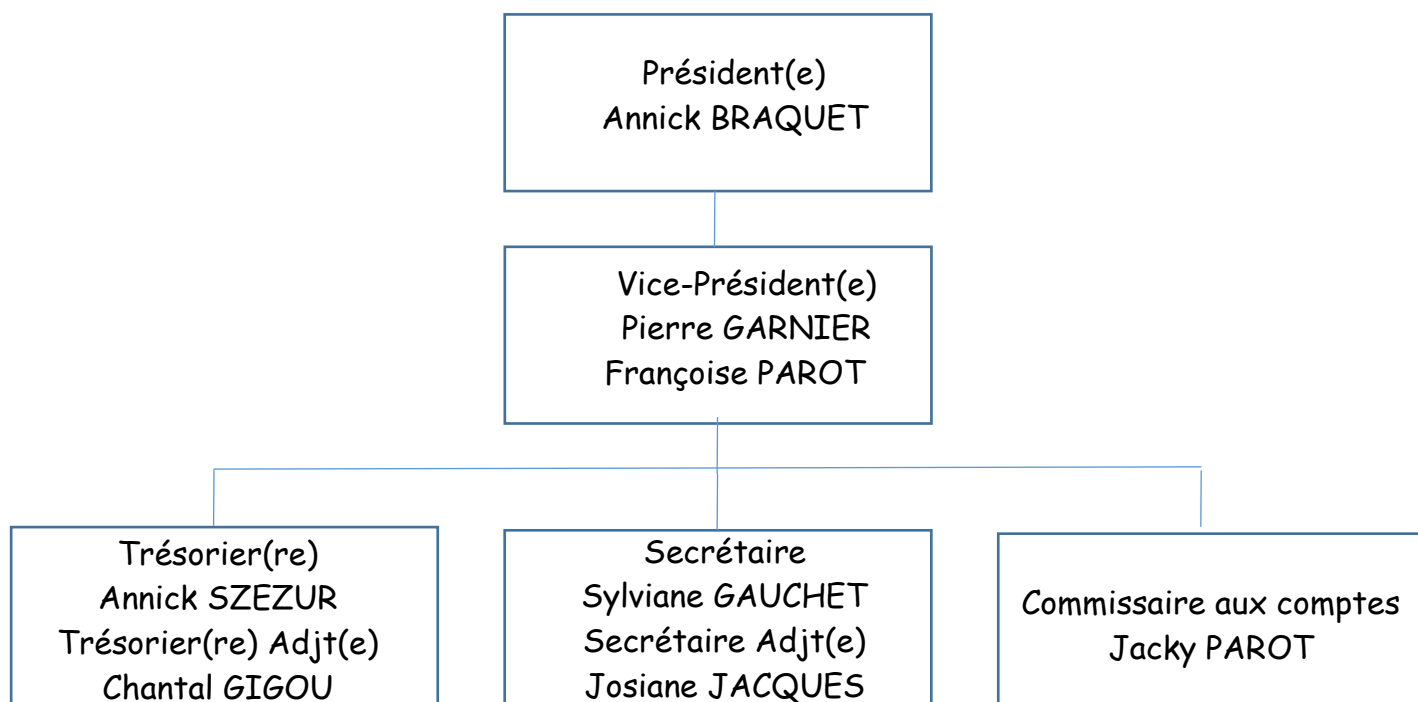 Président(e)
Annick BRAQUET
Vice-Président(e)
Pierre GARNIER
Françoise PAROT
Trésorier(re)
Annick SZEZUR
Trésorier(re) Adjt(e)
Chantal GIGOU
Secrétaire
Sylviane GAUCHET
Secrétaire Adjt(e)
Josiane JACQUES
Commissaire aux comptes
Jacky PAROT